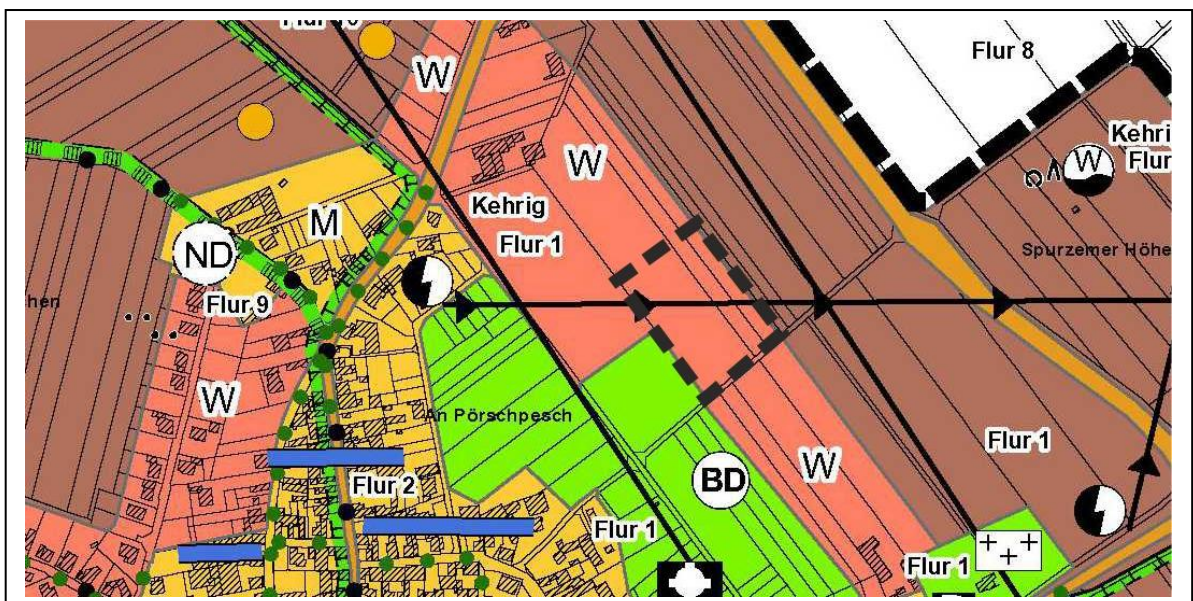 Flur 8
W
Kehri
Flur
W
W
Kehrig
M
Flur 1
Spurzemer Höhe
ND
hen
Flur 9
W
An Pörschpesch
Flur 1
W
BD
Flur 2
Flur 1
Flur 1